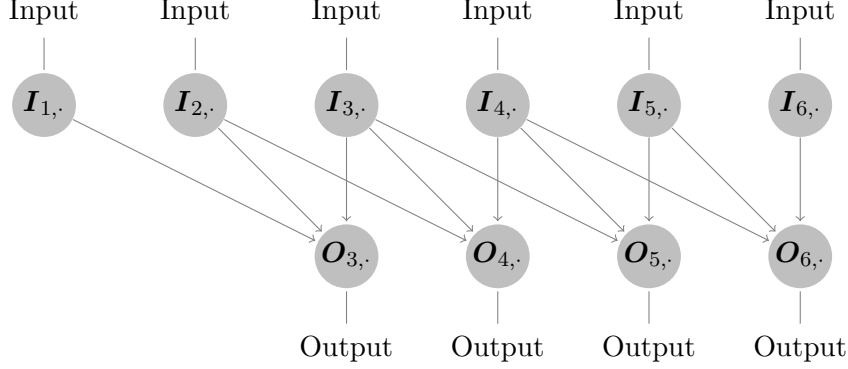 Input Input Input Input Input Input
I1,· I2,· I3,· I4,· I5,· I6,·
O3,· O4,· O5,· O6,·
Output Output Output Output